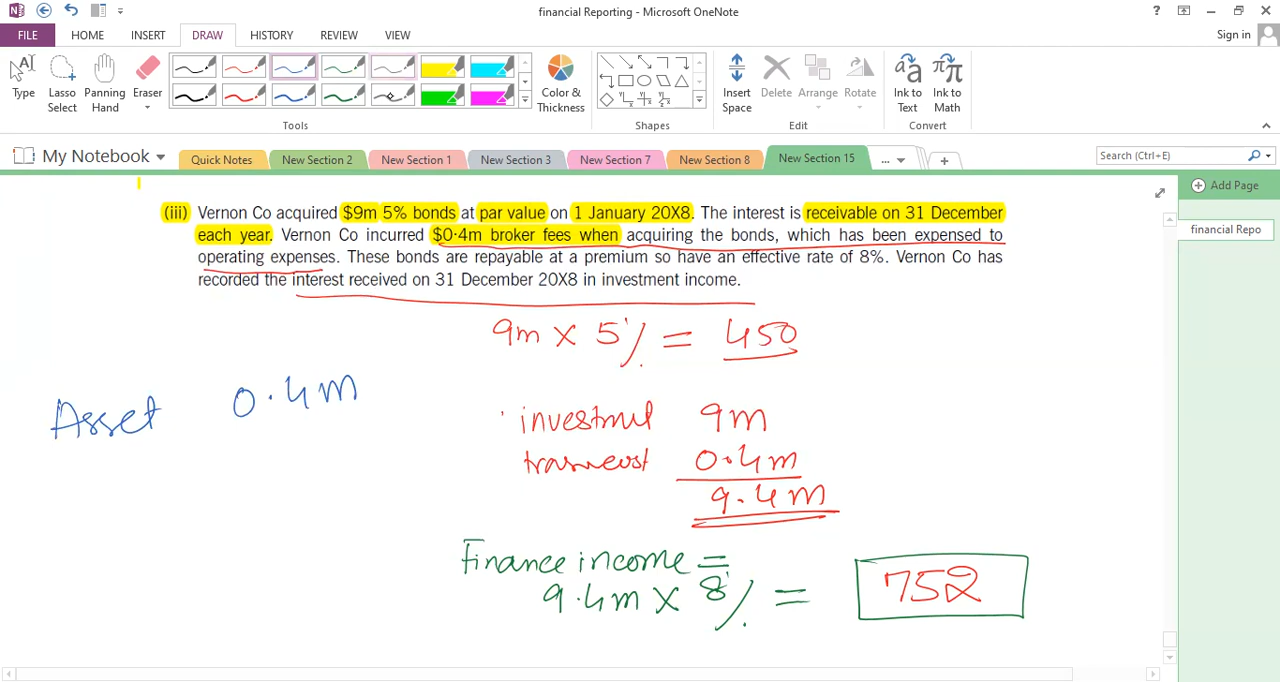 financial Reporting - Microsoft OneNote
Sign in
FILE HOME INSERT DRAW HISTORY REVIEW VIEW
Type
Lasso Select
Panning Hand
Eraser
Color & Thickness
Insert Space
Delete
Arrange
Rotate
Ink to Text
Ink to Math
Tools
Shapes
Edit
Convert
My Notebook
Quick Notes
New Section 2
New Section 1
New Section 3
New Section 7
New Section 8
New Section 15
...
Search (Ctrl+E)
Add Page
financial Repo
(iii) Vernon Co acquired $9m 5% bonds at par value on 1 January 20X8. The interest is receivable on 31 December
each year. Vernon Co incurred $0·4m broker fees when acquiring the bonds, which has been expensed to
operating expenses. These bonds are repayable at a premium so have an effective rate of 8%. Vernon Co has
recorded the interest received on 31 December 20X8 in investment income.
9m x 5% = 450
Asset 0.4m
9m
0.4m
9.4m
Finance income =
9.4m x 8% = 752